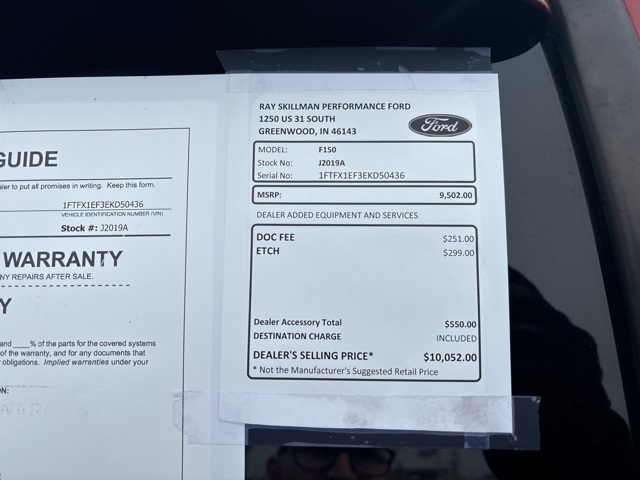 GUIDE
aler to put all promises in writing. Keep this form.
1FTFX1EF3EKD50436
VEHICLE IDENTIFICATION NUMBER (VIN)
Stock #: J2019A
WARRANTY
NY REPAIRS AFTER SALE.
Y
and ____% of the parts for the covered systems
of the warranty, and for any documents that
obligations. Implied warranties under your
ON:
RAY SKILLMAN PERFORMANCE FORD
1250 US 31 SOUTH
GREENWOOD, IN 46143
Ford
MODEL: F150
Stock No: J2019A
Serial No: 1FTFX1EF3EKD50436
MSRP: 9,502.00
DEALER ADDED EQUIPMENT AND SERVICES
DOC FEE $251.00
ETCH $299.00
Dealer Accessory Total $550.00
DESTINATION CHARGE INCLUDED
DEALER'S SELLING PRICE* $10,052.00
* Not the Manufacturer's Suggested Retail Price